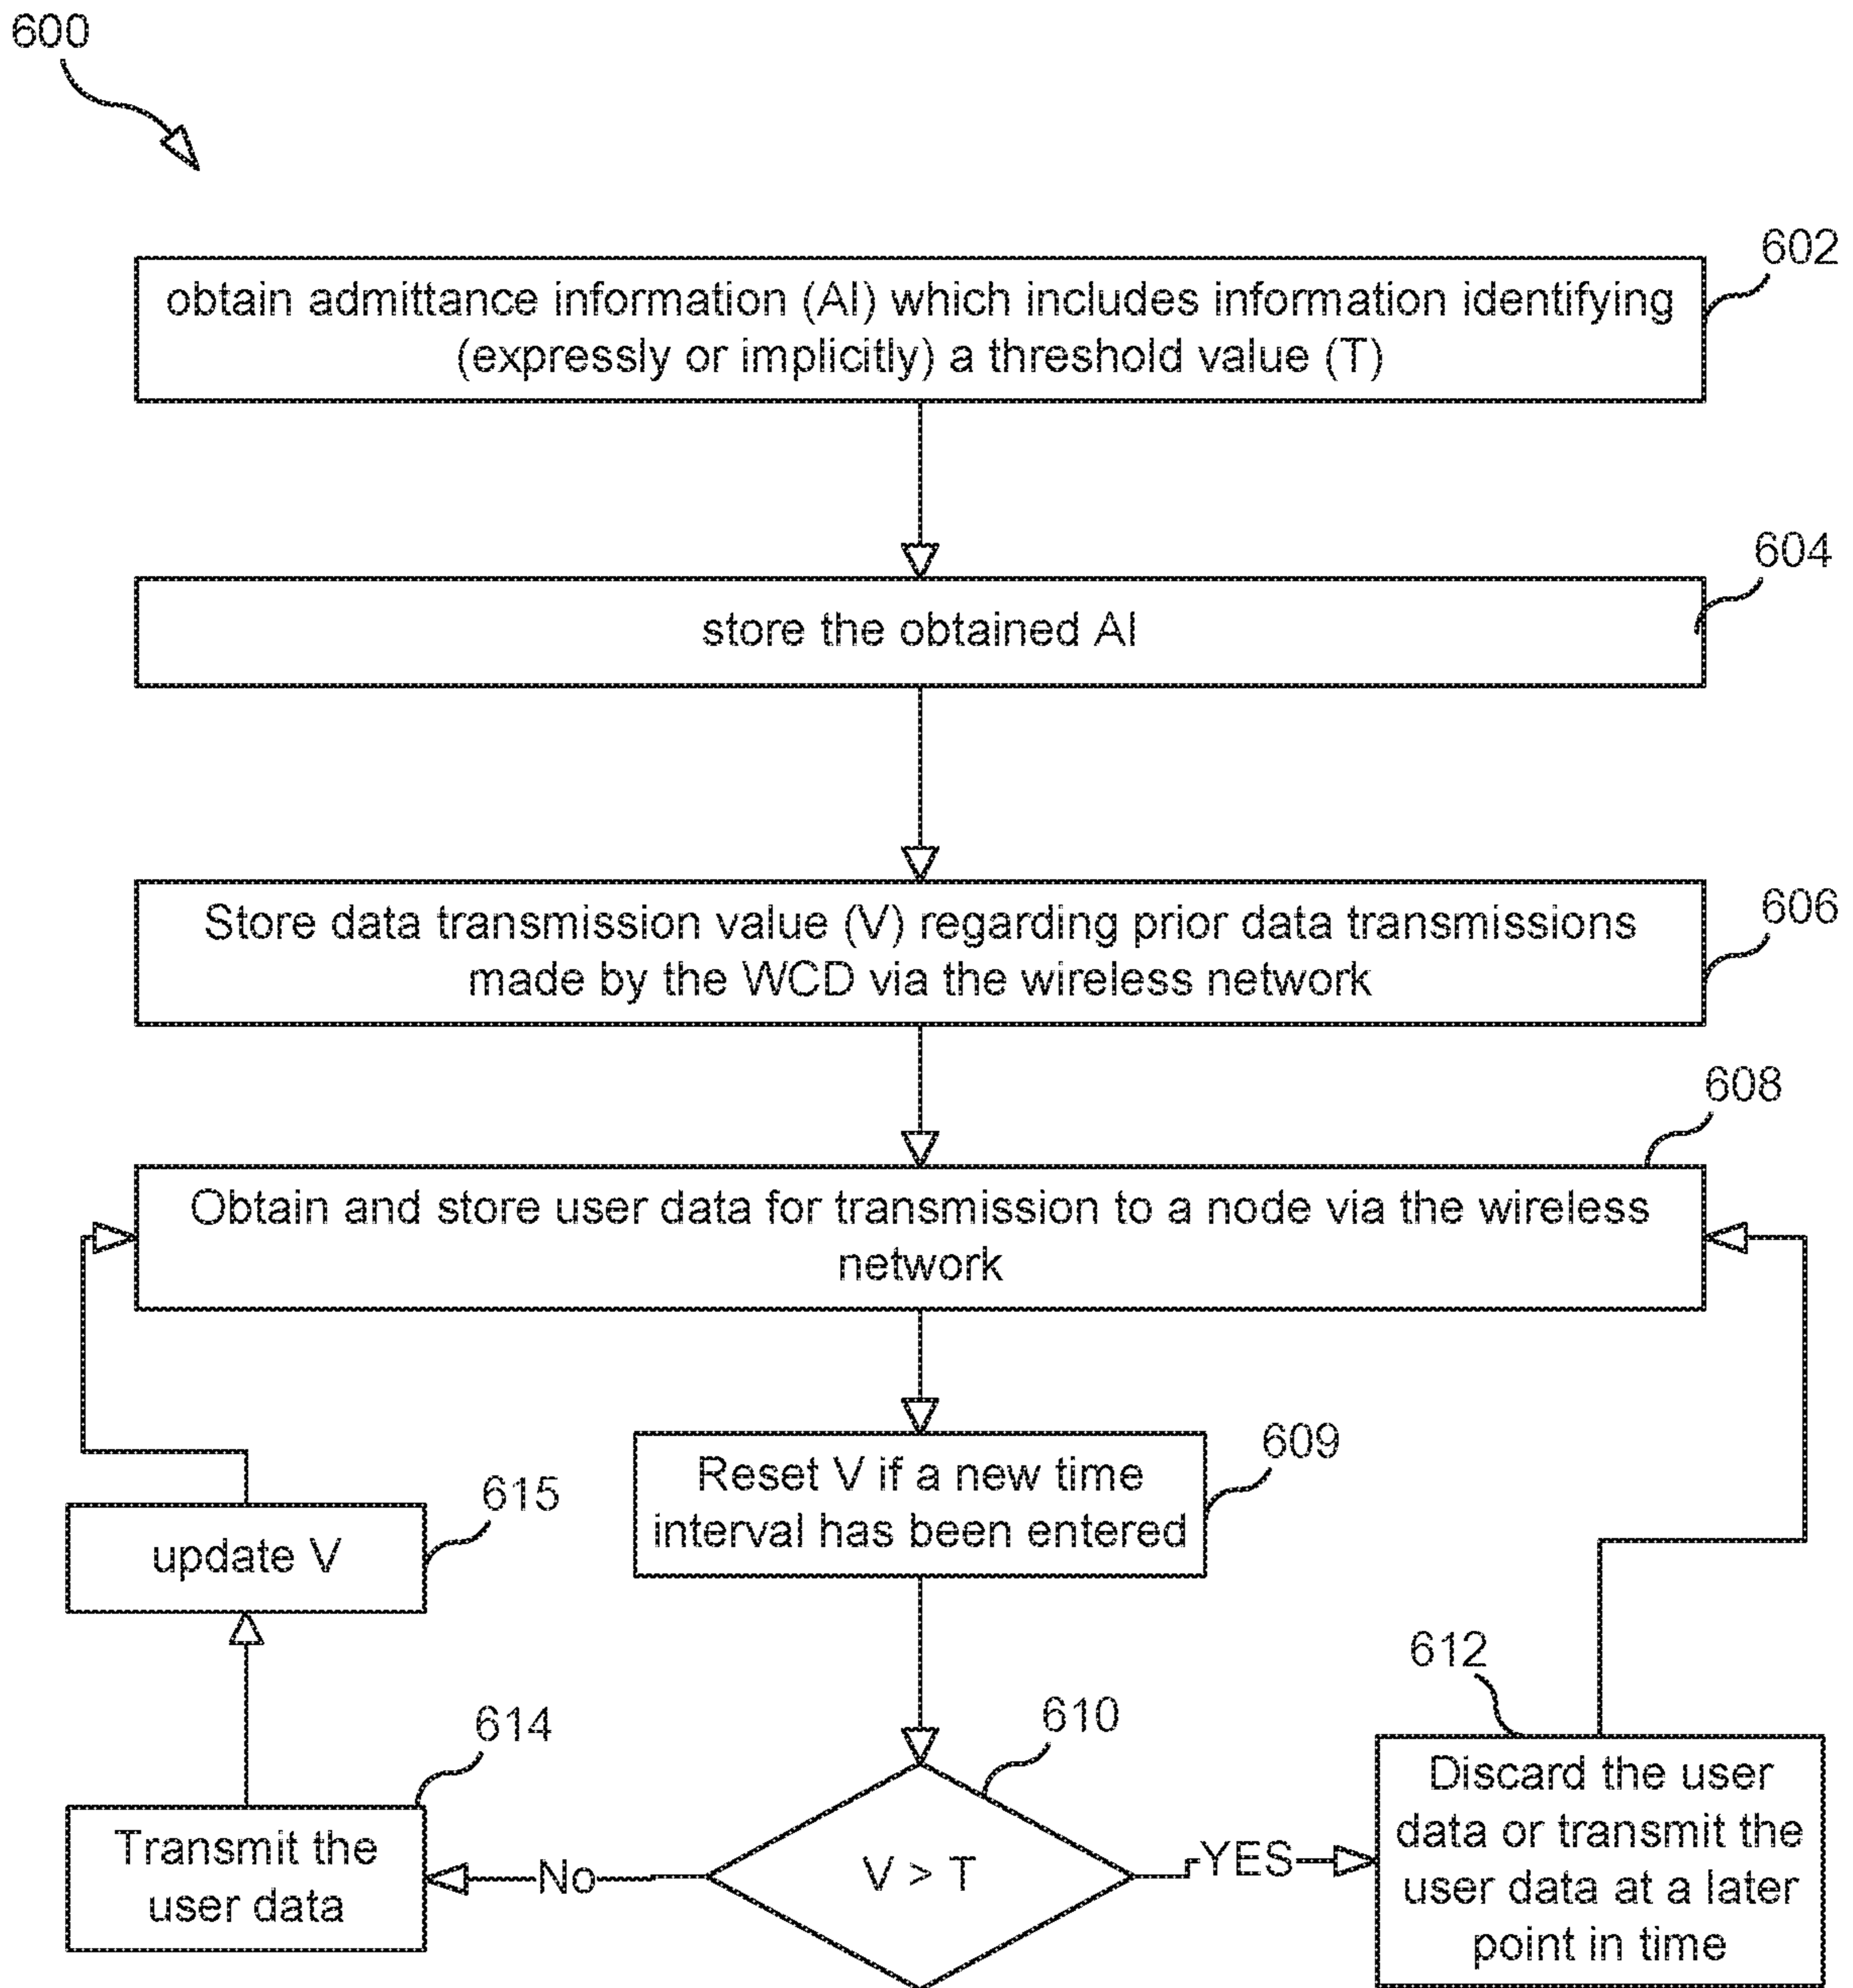 600
602
obtain admittance information (AI) which includes information identifying
(expressly or implicitly) a threshold value (T)
604
store the obtained AI
606
Store data transmission value (V) regarding prior data transmissions
made by the WCD via the wireless network
608
Obtain and store user data for transmission to a node via the wireless
network
609
Reset V if a new time
interval has been entered
615
update V
612
614
610
Transmit the
user data
No
V > T
YES
Discard the user
data or transmit the
user data at a later
point in time